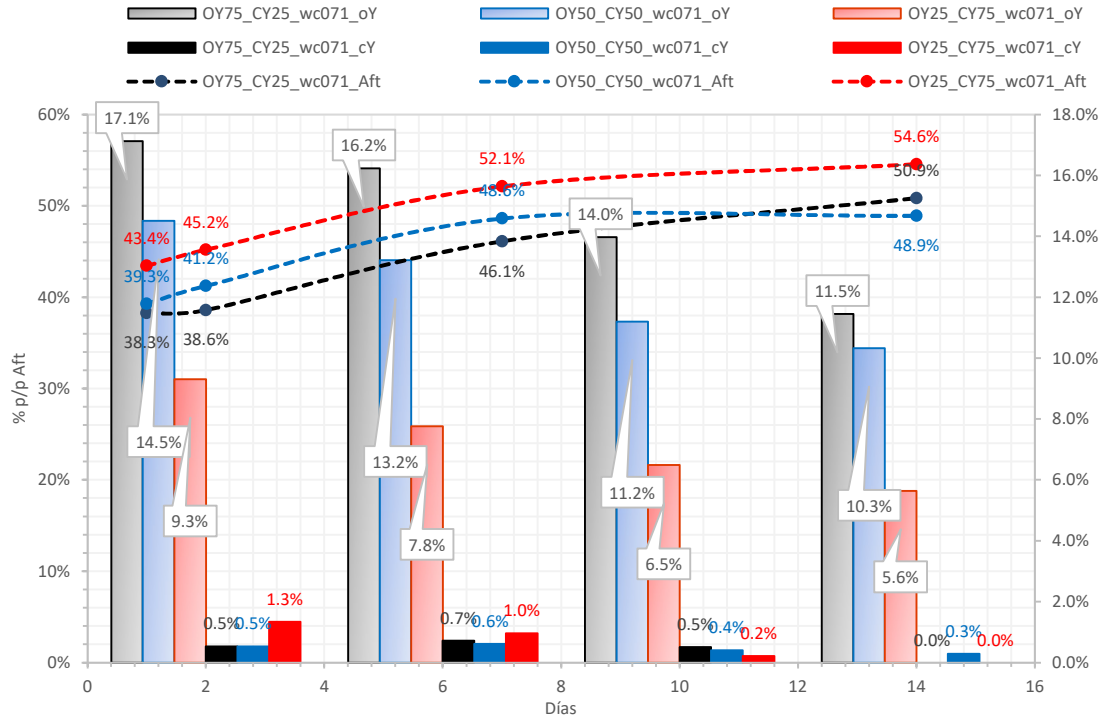 OY75_CY25_wc071_oY OY50_CY50_wc071_oY OY25_CY75_wc071_oY
OY75_CY25_wc071_cY OY50_CY50_wc071_cY OY25_CY75_wc071_cY
OY75_CY25_wc071_Aft OY50_CY50_wc071_Aft OY25_CY75_wc071_Aft
60% 18.0%
17.1% 16.2% 52.1% 54.6%
16.0%
50% 48.6% 14.0% 50.9%
43.4% 45.2% 14.0%
39.3% 41.2% 46.1% 48.9%
40% 12.0%
38.3% 38.6% 11.5%
10.0%
% p/p Aft
30%
14.5% 13.2% 11.2% 10.3% 8.0%
20% 6.0%
9.3% 7.8% 6.5% 5.6%
4.0%
10%
1.3% 1.0% 2.0%
0.5% 0.5% 0.7% 0.6% 0.5% 0.4% 0.2% 0.0% 0.3% 0.0%
0% 0.0%
0 2 4 6 8 10 12 14 16
Días